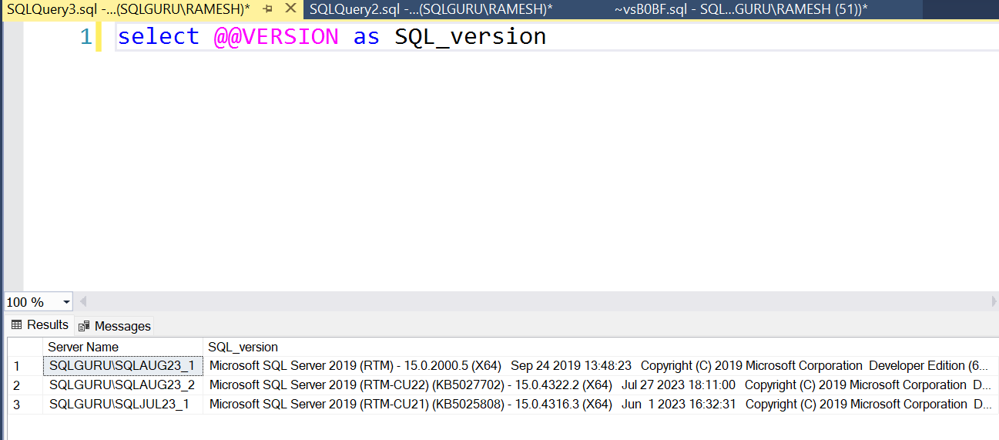 SQLQuery3.sql -...(SQLGURU\RAMESH)* SQLQuery2.sql -...(SQLGURU\RAMESH)* ~vsB0BF.sql - SQL...GURU\RAMESH (51))*
1 select @@VERSION as SQL_version
100 %
Results Messages
Server Name SQL_version
1 SQLGURU\SQLAUG23_1 Microsoft SQL Server 2019 (RTM) - 15.0.2000.5 (X64) Sep 24 2019 13:48:23 Copyright (C) 2019 Microsoft Corporation Developer Edition (6...
2 SQLGURU\SQLAUG23_2 Microsoft SQL Server 2019 (RTM-CU22) (KB5027702) - 15.0.4322.2 (X64) Jul 27 2023 18:11:00 Copyright (C) 2019 Microsoft Corporation D...
3 SQLGURU\SQLJUL23_1 Microsoft SQL Server 2019 (RTM-CU21) (KB5025808) - 15.0.4316.3 (X64) Jun 1 2023 16:32:31 Copyright (C) 2019 Microsoft Corporation D...